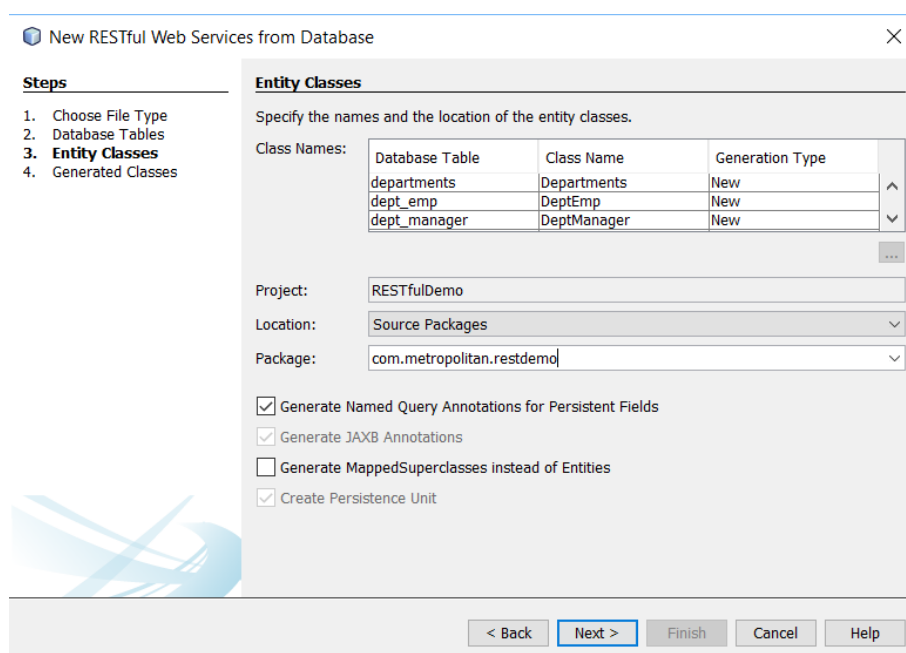 New RESTful Web Services from Database
Steps
1. Choose File Type
2. Database Tables
3. Entity Classes
4. Generated Classes
Entity Classes
Specify the names and the location of the entity classes.
Class Names:
Database Table Class Name Generation Type
departments Departments New
dept_emp DeptEmp New
dept_manager DeptManager New
...
Project: RESTfulDemo
Location: Source Packages
Package: com.metropolitan.restdemo
Generate Named Query Annotations for Persistent Fields
Generate JAXB Annotations
Generate MappedSuperclasses instead of Entities
Create Persistence Unit
< Back Next > Finish Cancel Help